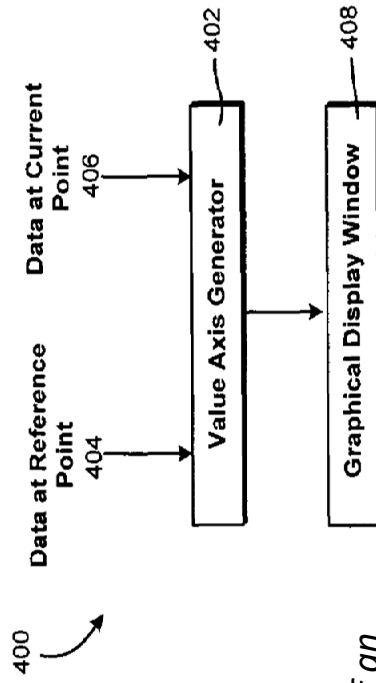 400
Data at Reference
Point
404
Data at Current
Point
406
Value Axis Generator
402
Graphical Display Window
408
an